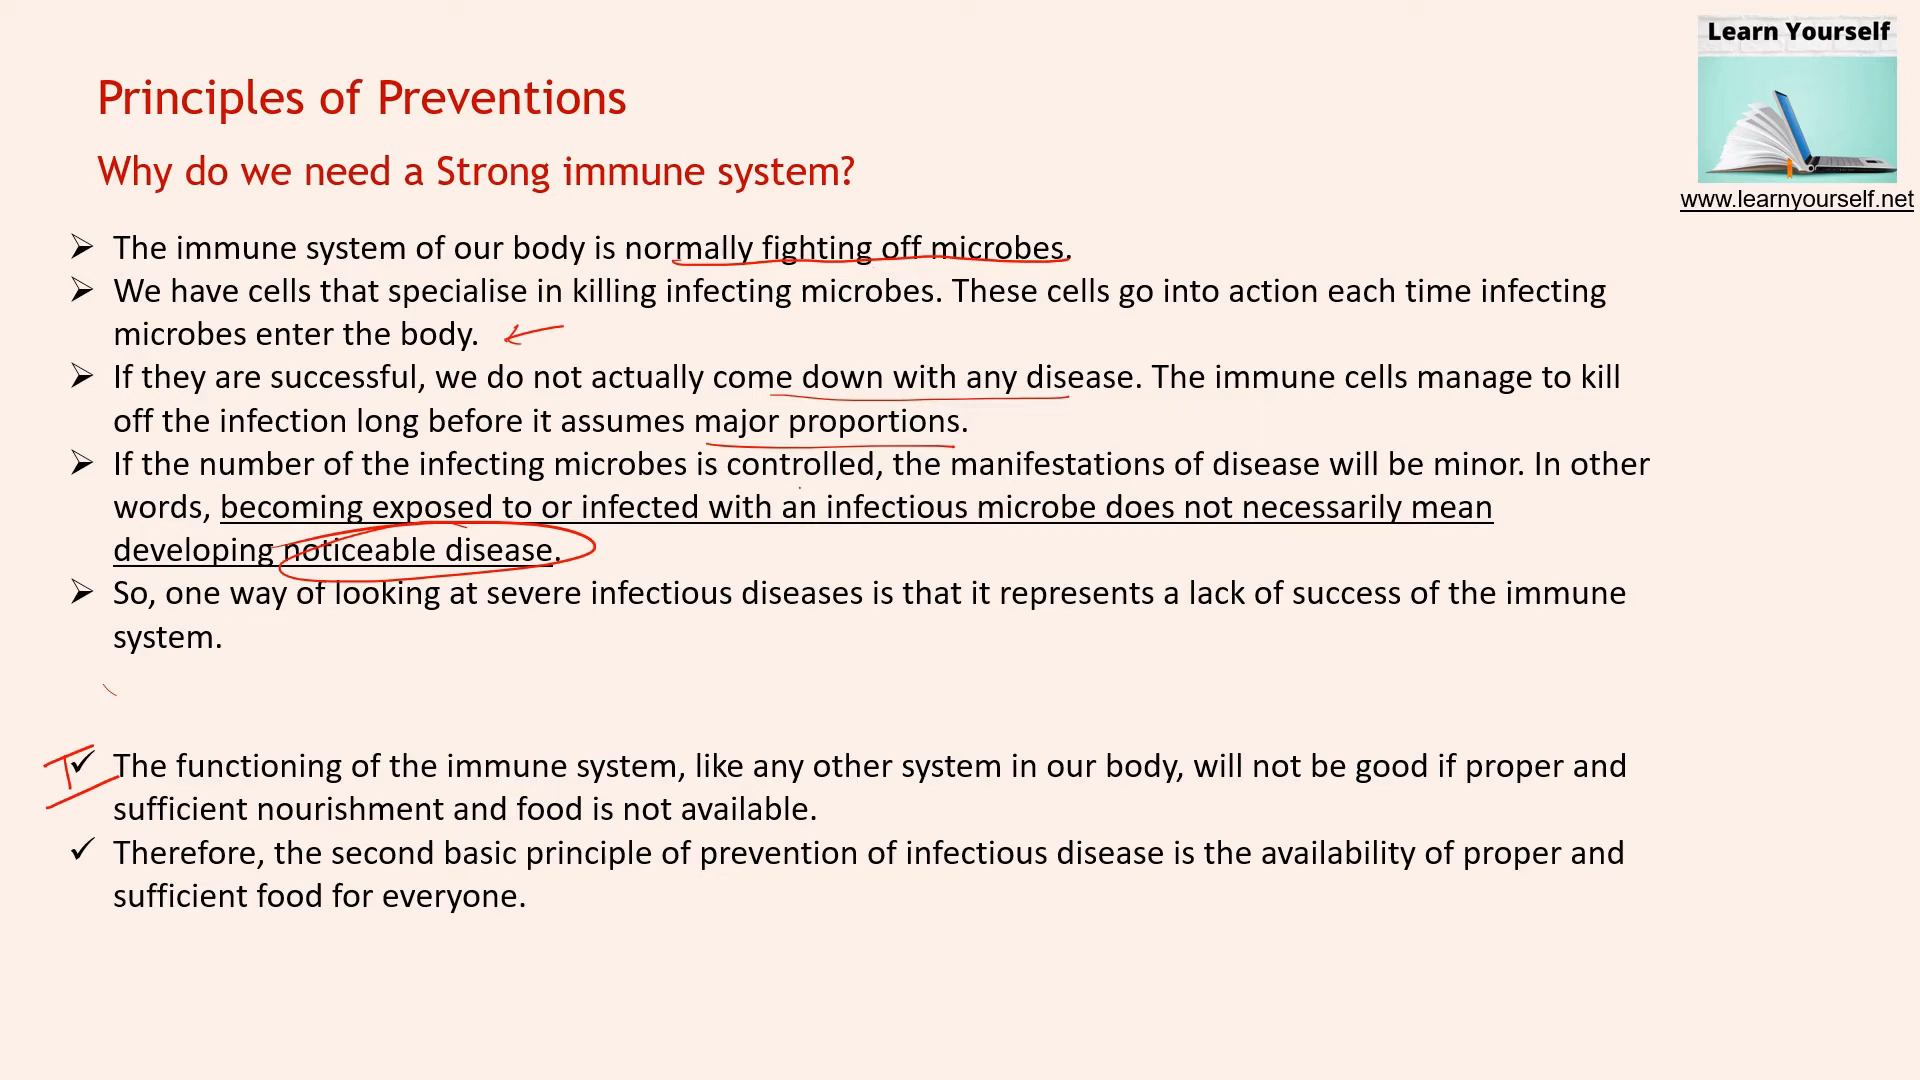 Learn Yourself
Principles of Preventions
Why do we need a Strong immune system?
www.learnyourself.net
➢ The immune system of our body is normally fighting off microbes.
➢ We have cells that specialise in killing infecting microbes. These cells go into action each time infecting
microbes enter the body.
➢ If they are successful, we do not actually come down with any disease. The immune cells manage to kill
off the infection long before it assumes major proportions.
➢ If the number of the infecting microbes is controlled, the manifestations of disease will be minor. In other
words, becoming exposed to or infected with an infectious microbe does not necessarily mean
developing noticeable disease.
➢ So, one way of looking at severe infectious diseases is that it represents a lack of success of the immune
system.
✓ The functioning of the immune system, like any other system in our body, will not be good if proper and
sufficient nourishment and food is not available.
✓ Therefore, the second basic principle of prevention of infectious disease is the availability of proper and
sufficient food for everyone.